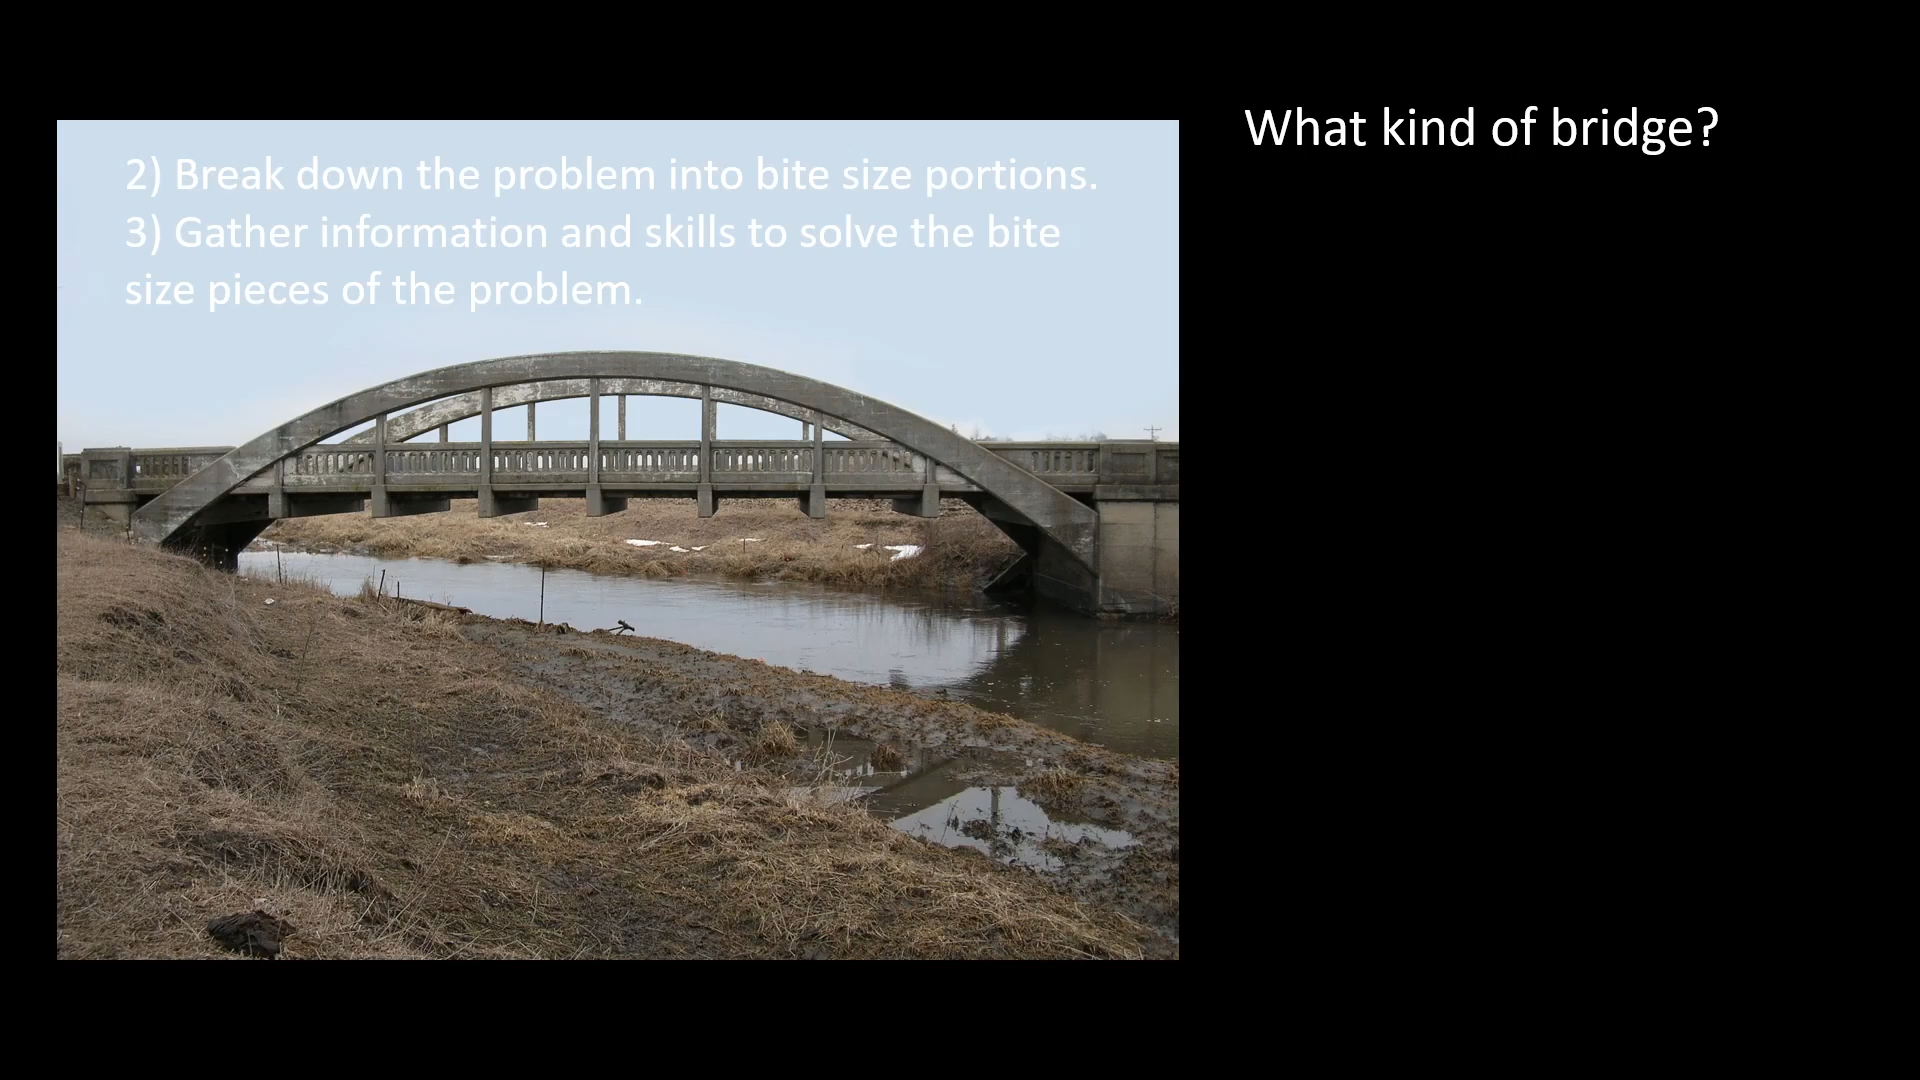 2) Break down the problem into bite size portions.
3) Gather information and skills to solve the bite
size pieces of the problem.
What kind of bridge?